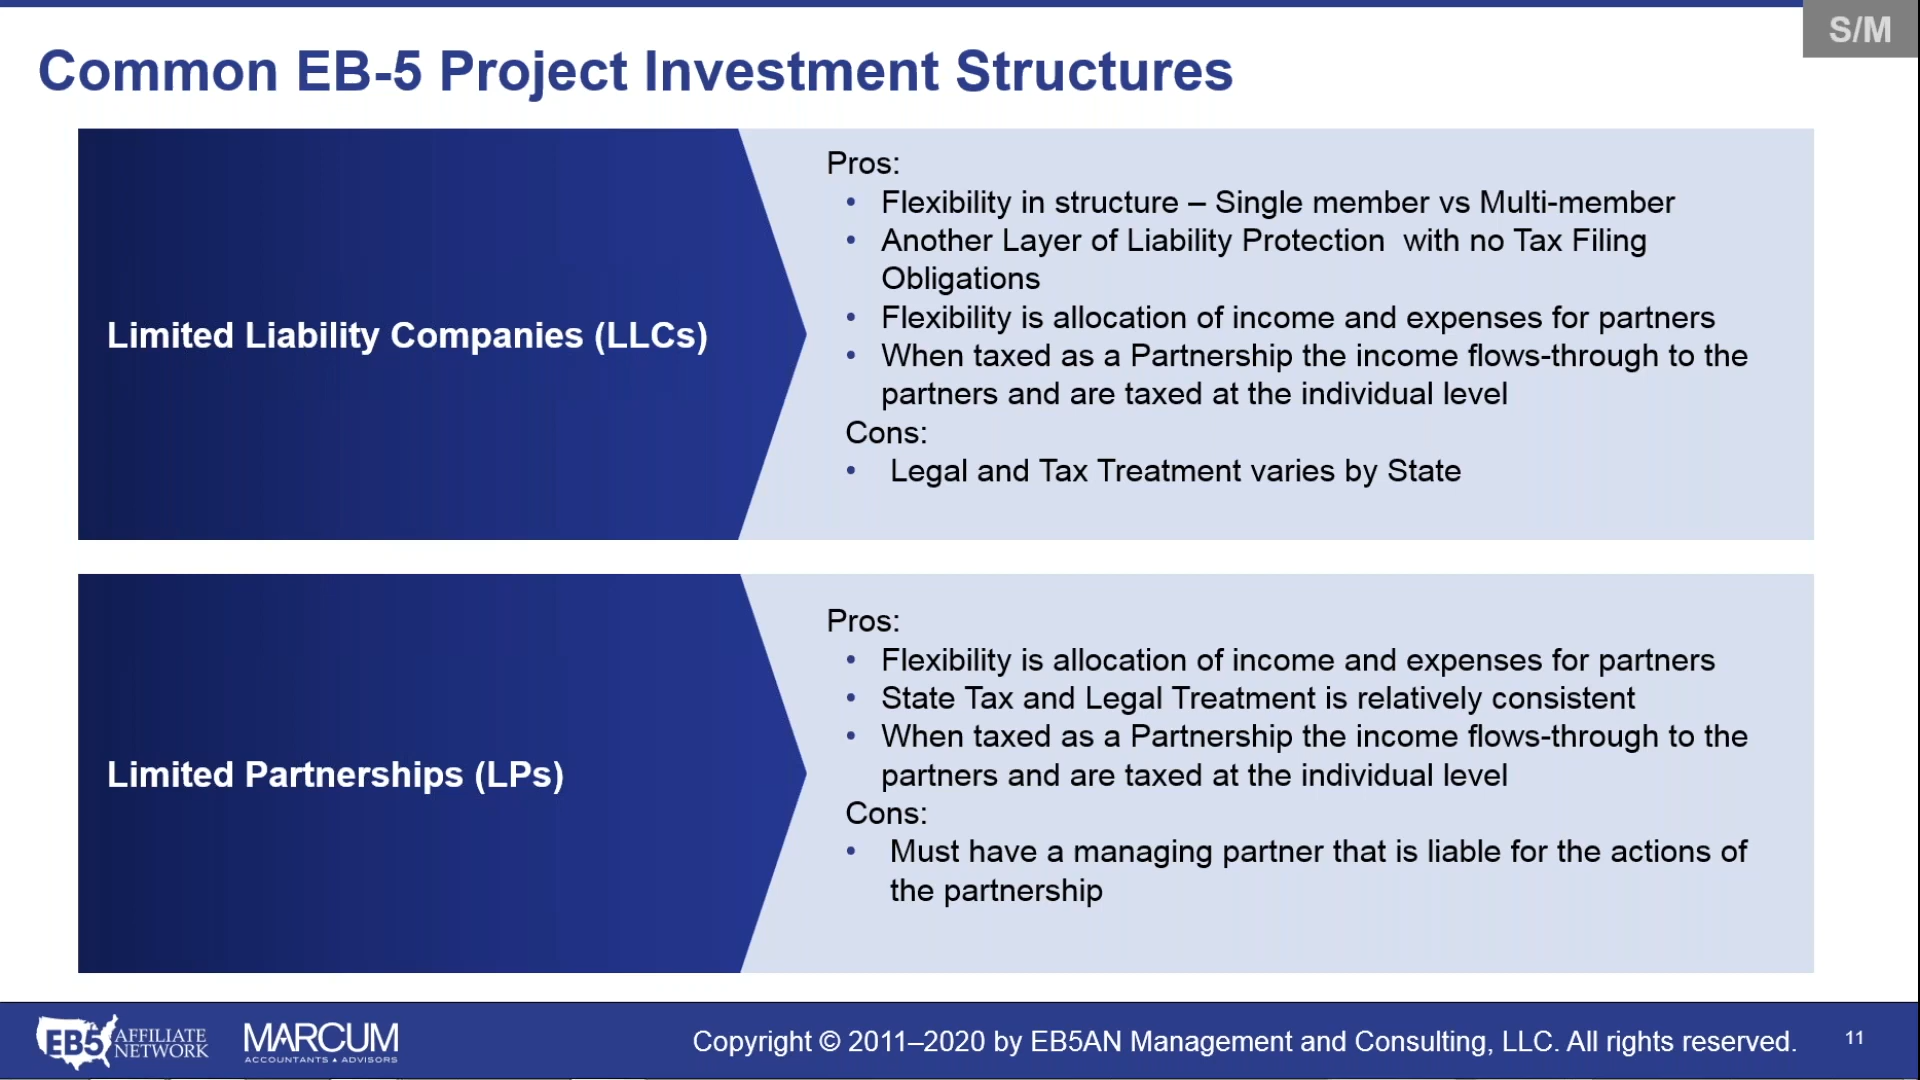 S/M
Common EB-5 Project Investment Structures
Limited Liability Companies (LLCs)
Pros:
• Flexibility in structure – Single member vs Multi-member
• Another Layer of Liability Protection  with no Tax Filing
Obligations
• Flexibility is allocation of income and expenses for partners
• When taxed as a Partnership the income flows-through to the
partners and are taxed at the individual level
Cons:
• Legal and Tax Treatment varies by State
Limited Partnerships (LPs)
Pros:
• Flexibility is allocation of income and expenses for partners
• State Tax and Legal Treatment is relatively consistent
• When taxed as a Partnership the income flows-through to the
partners and are taxed at the individual level
Cons:
• Must have a managing partner that is liable for the actions of
the partnership
EB5 AFFILIATE
NETWORK
MARCUM
ACCOUNTANTS ▲ ADVISORS
Copyright © 2011–2020 by EB5AN Management and Consulting, LLC. All rights reserved.
11